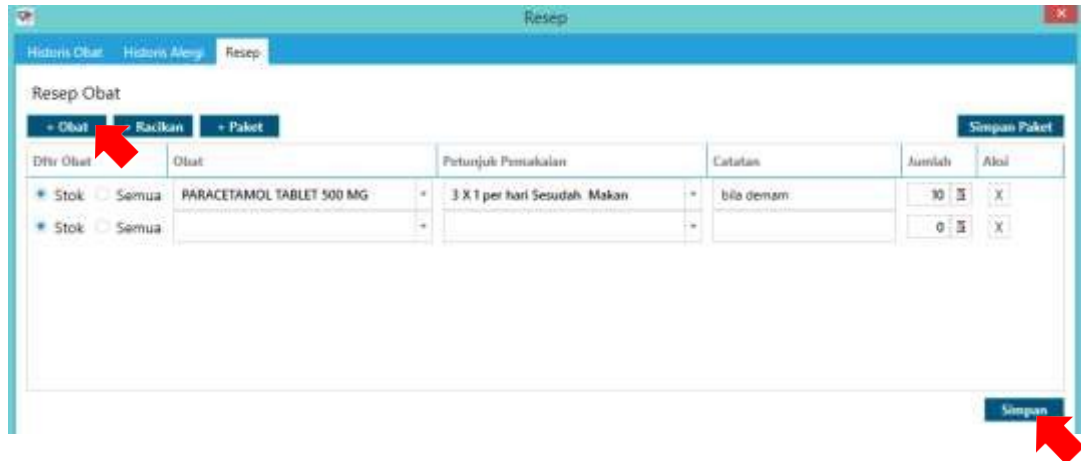 Resep
Historis Obat Historis Alergi Resep
Resep Obat
+ Obat + Racikan + Paket Simpan Paket
Dftr Obat Obat Petunjuk Pemakaian Catatan Jumlah Aksi
Stok Semua PARACETAMOL TABLET 500 MG 3 X 1 per hari Sesudah Makan bila demam 10 X
Stok Semua 0 X
Simpan